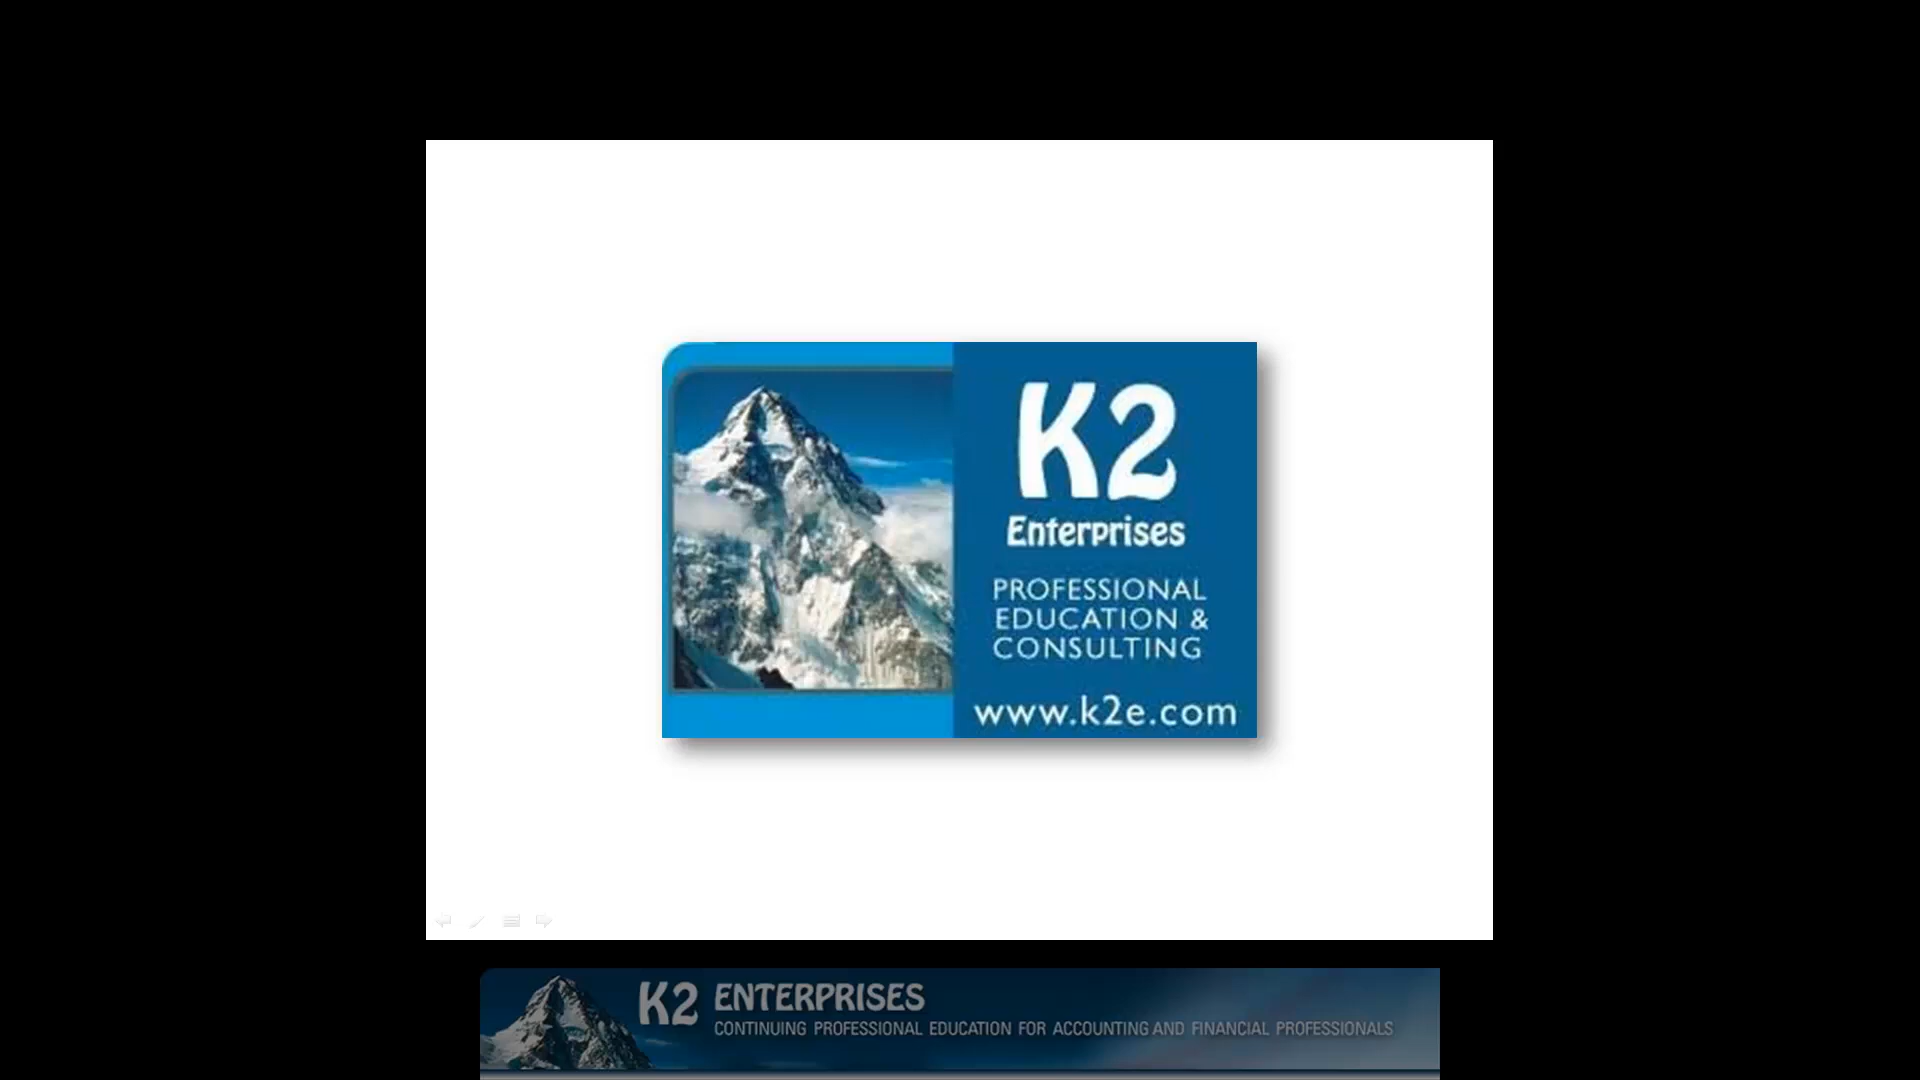 K2
Enterprises
PROFESSIONAL
EDUCATION &
CONSULTING
www.k2e.com
K2 ENTERPRISES
CONTINUING PROFESSIONAL EDUCATION FOR ACCOUNTING AND FINANCIAL PROFESSIONALS